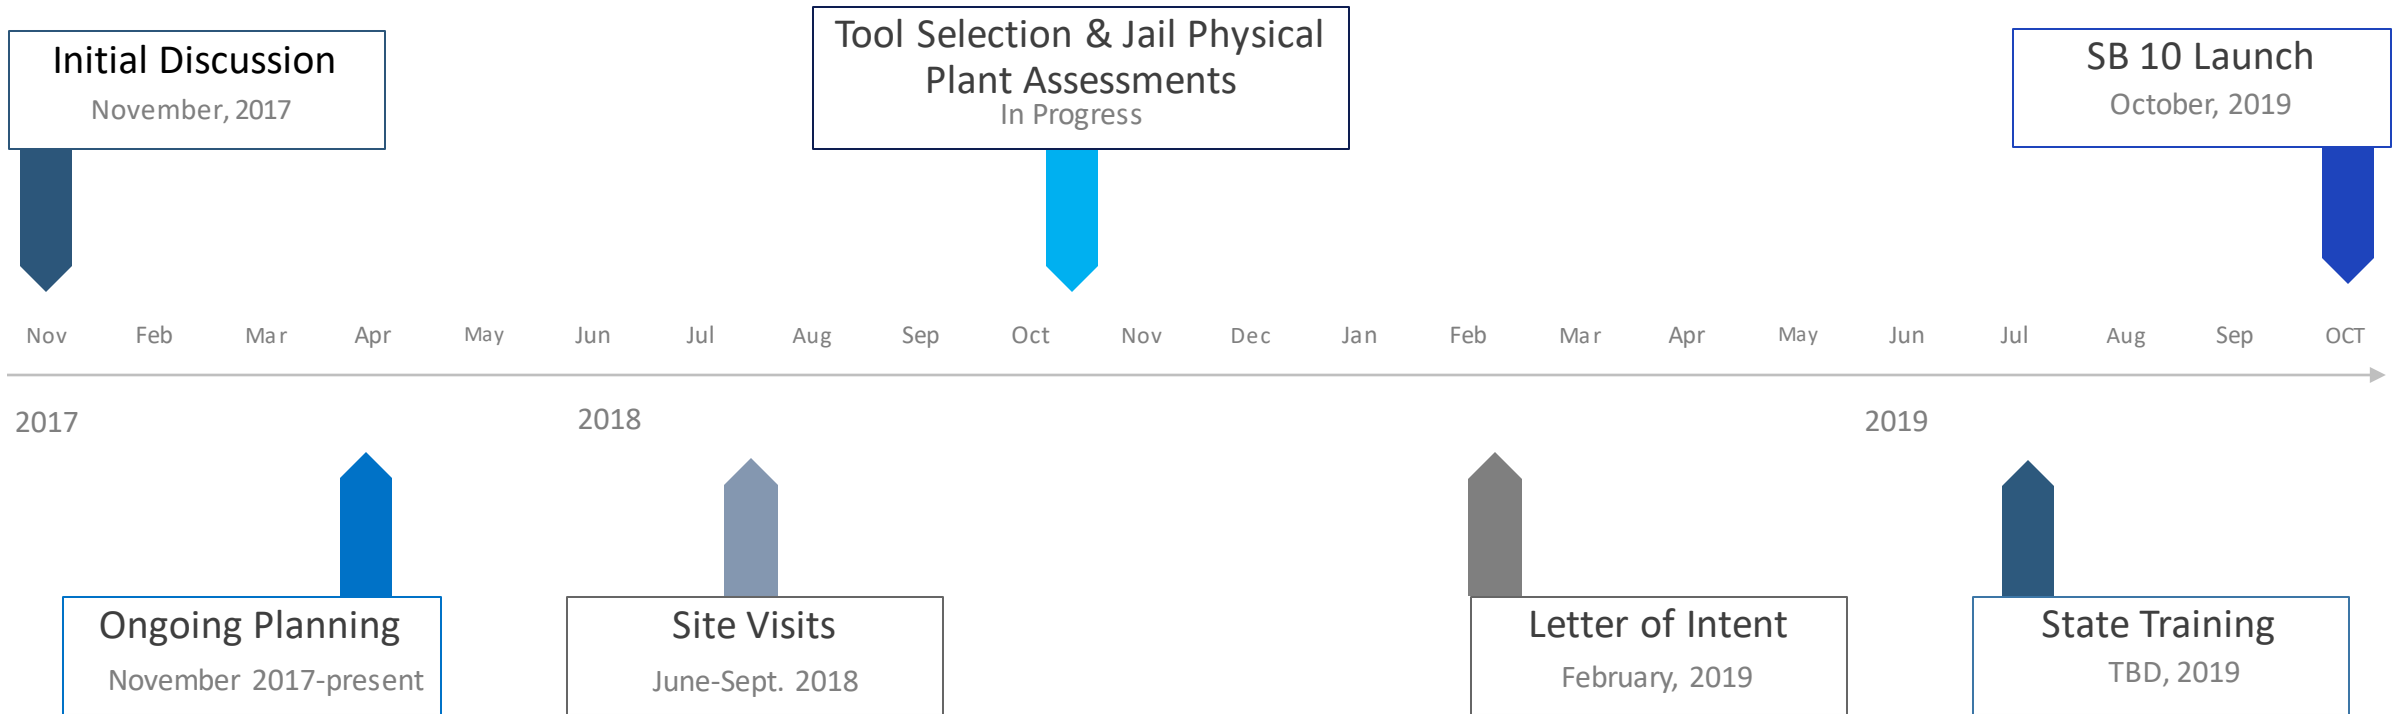 Initial Discussion
November, 2017
Tool Selection & Jail Physical
Plant Assessments
In Progress
SB 10 Launch
October, 2019
Nov Feb Mar Apr May Jun Jul Aug Sep Oct Nov Dec Jan Feb Mar Apr May Jun Jul Aug Sep OCT
2017 2018 2019
Ongoing Planning
November 2017-present
Site Visits
June-Sept. 2018
Letter of Intent
February, 2019
State Training
TBD, 2019